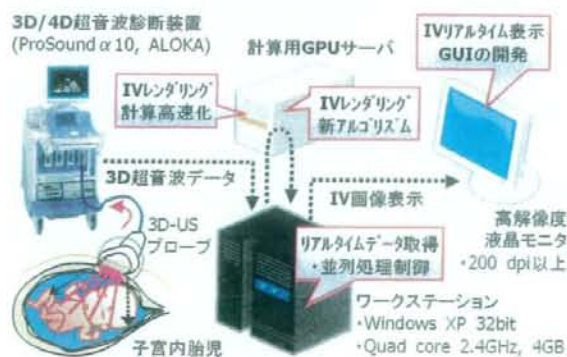 3D/4D超音波診断装置
(ProSound α10, ALOKA)
計算用GPUサーバ
IVリアルタイム表示
GUIの開発
IVレンダリング
計算高速化
IVレンダリング
新アルゴリズム
3D超音波データ
IV画像表示
3D-US
プローブ
高解像度
液晶モニタ
・200 dpi以上
リアルタイムデータ取得
・並列処理制御
ワークステーション
・Windows XP 32bit
・Quad core 2.4GHz, 4GB
子宮内胎児